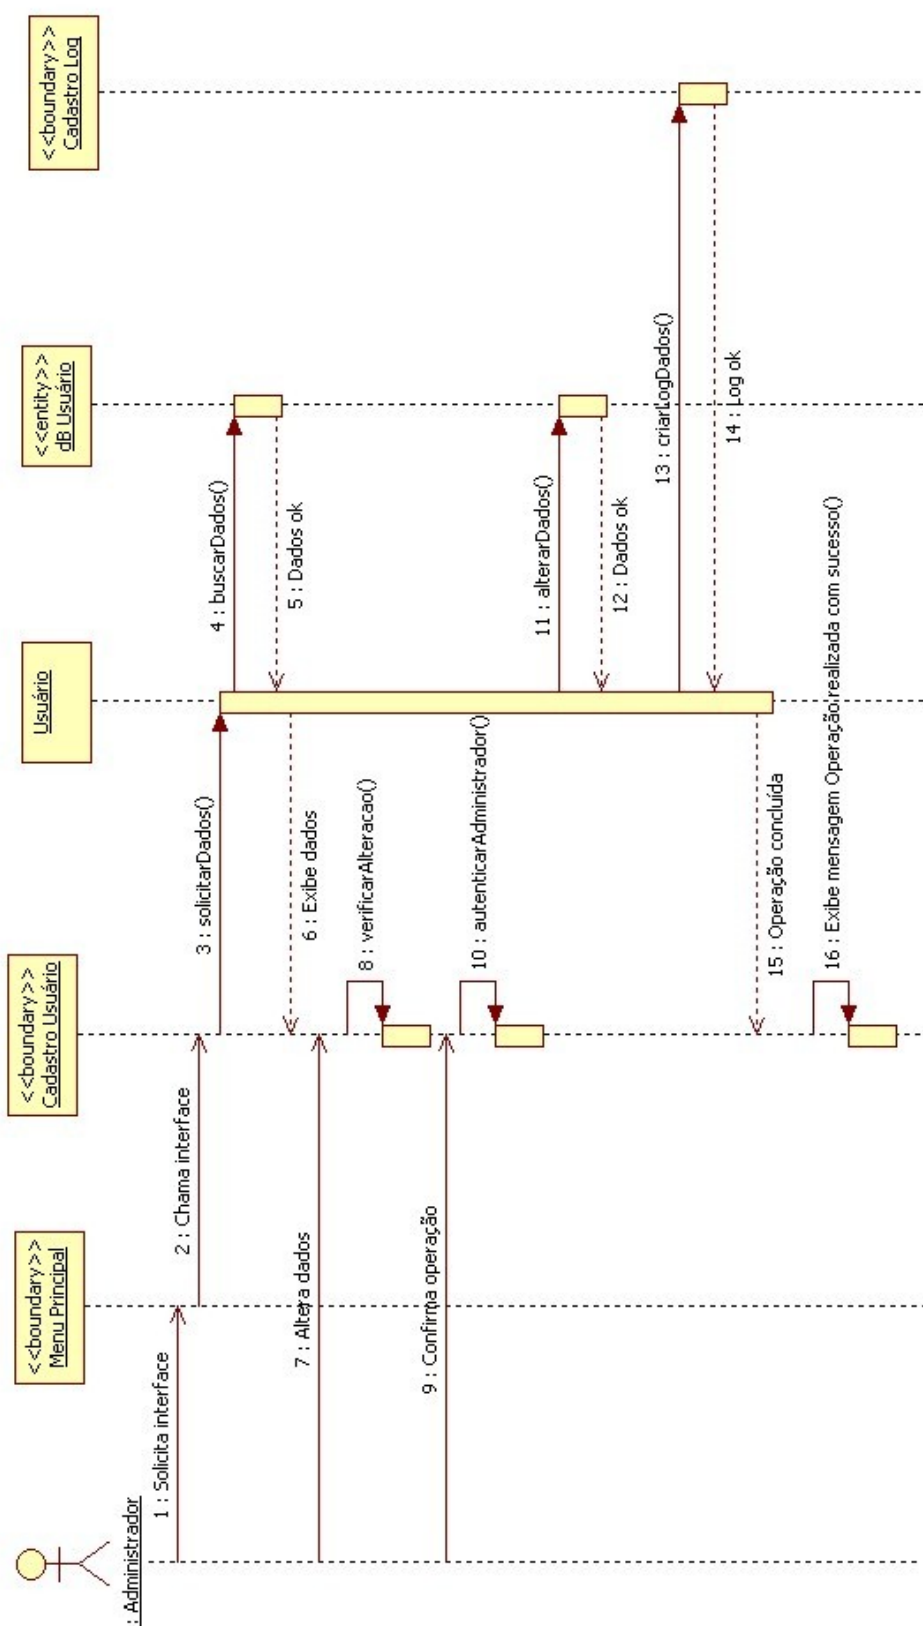 : Administrador
<<boundary>>
Menu Principal
<<boundary>>
Cadastro Usuário
Usuário
<<entity>>
dB Usuário
<<boundary>>
Cadastro Log
1 : Solicita interface
2 : Chama interface
3 : solicitarDados()
4 : buscarDados()
5 : Dados ok
6 : Exibe dados
7 : Altera dados
8 : verificarAlteracao()
9 : Confirma operação
10 : autenticarAdministrador()
11 : alterarDados()
12 : Dados ok
13 : criarLogDados()
14 : Log ok
15 : Operação concluída
16 : Exibe mensagem Operação realizada com sucesso()